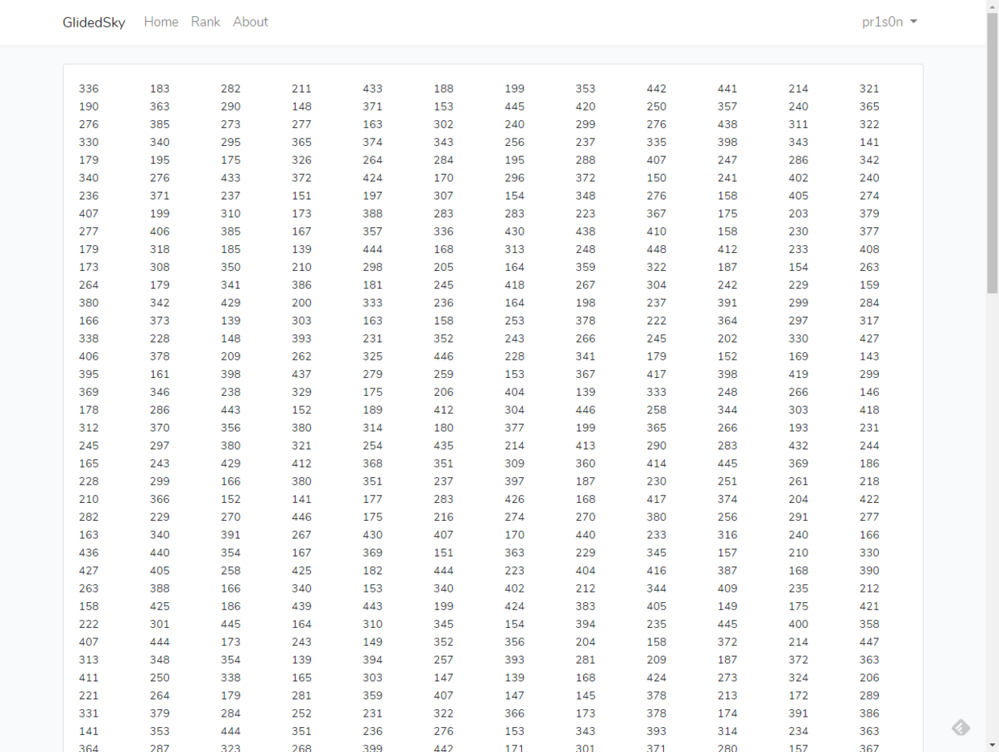 GlidedSky Home Rank About pr1s0n
336 183 282 211 433 188 199 353 442 441 214 321
190 363 290 148 371 153 445 420 250 357 240 365
276 385 273 277 163 302 240 299 276 438 311 322
330 340 295 365 374 343 256 237 335 398 343 141
179 195 175 326 264 284 195 288 407 247 286 342
340 276 433 372 424 170 296 372 150 241 402 240
236 371 237 151 197 307 154 348 276 158 405 274
407 199 310 173 388 283 283 223 367 175 203 379
277 406 385 167 357 336 430 438 410 158 230 377
179 318 185 139 444 168 313 248 448 412 233 408
173 308 350 210 298 205 164 359 322 187 154 263
264 179 341 386 181 245 418 267 304 242 229 159
380 342 429 200 333 236 164 198 237 391 299 284
166 373 139 303 163 158 253 378 222 364 297 317
338 228 148 393 231 352 243 266 245 202 330 427
406 378 209 262 325 446 228 341 179 152 169 143
395 161 398 437 279 259 153 367 417 398 419 299
369 346 238 329 175 206 404 139 333 248 266 146
178 286 443 152 189 412 304 446 258 344 303 418
312 370 356 380 314 180 377 199 365 266 193 231
245 297 380 321 254 435 214 413 290 283 432 244
165 243 429 412 368 351 309 360 414 445 369 186
228 299 166 380 351 237 397 187 230 251 261 218
210 366 152 141 177 283 426 168 417 374 204 422
282 229 270 446 175 216 274 270 380 256 291 277
163 340 391 267 430 407 170 440 233 316 240 166
436 440 354 167 369 151 363 229 345 157 210 330
427 405 258 425 182 444 223 404 416 387 168 390
263 388 166 340 153 340 402 212 344 409 235 212
158 425 186 439 443 199 424 383 405 149 175 421
222 301 445 164 310 345 154 394 235 445 400 358
407 444 173 243 149 352 356 204 158 372 214 447
313 348 354 139 394 257 393 281 209 187 372 363
411 250 338 165 303 147 139 168 424 273 324 206
221 264 179 281 359 407 147 145 378 213 172 289
331 379 284 252 231 322 366 173 378 174 391 386
141 353 444 351 236 276 153 343 393 314 234 363
364 287 323 268 399 442 171 301 371 280 157 367